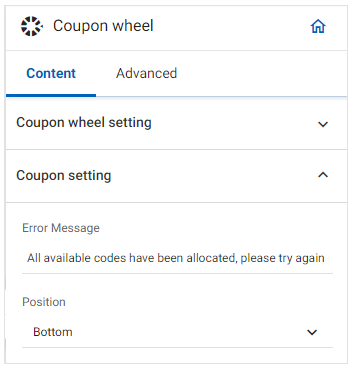 Coupon wheel
Content Advanced
Coupon wheel setting
Coupon setting
Error Message
All available codes have been allocated, please try again
Position
Bottom